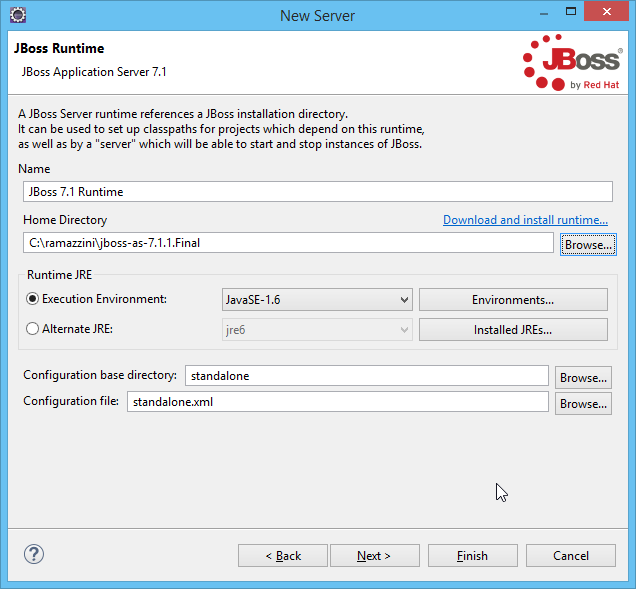 New Server
JBoss Runtime
JBoss Application Server 7.1
JBoss®
by Red Hat
A JBoss Server runtime references a JBoss installation directory.
It can be used to set up classpaths for projects which depend on this runtime,
as well as by a "server" which will be able to start and stop instances of JBoss.
Name
JBoss 7.1 Runtime
Home Directory
Download and install runtime...
C:\ramazzini\jboss-as-7.1.1.Final
Browse...
Runtime JRE
Execution Environment:
JavaSE-1.6
Environments...
Alternate JRE:
jre6
Installed JREs...
Configuration base directory:
standalone
Browse...
Configuration file:
standalone.xml
Browse...
?
< Back
Next >
Finish
Cancel